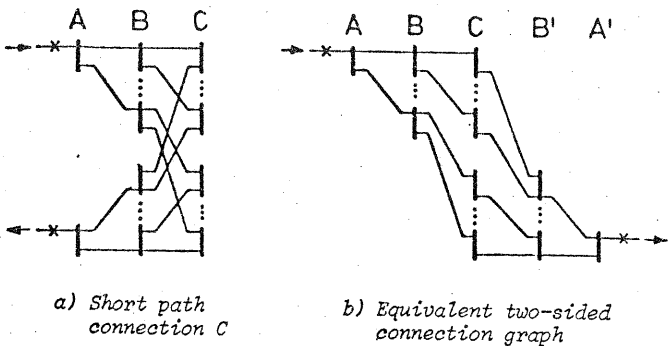 A B C
A B C B' A'
a) Short path
connection C
b) Equivalent two-sided
connection graph